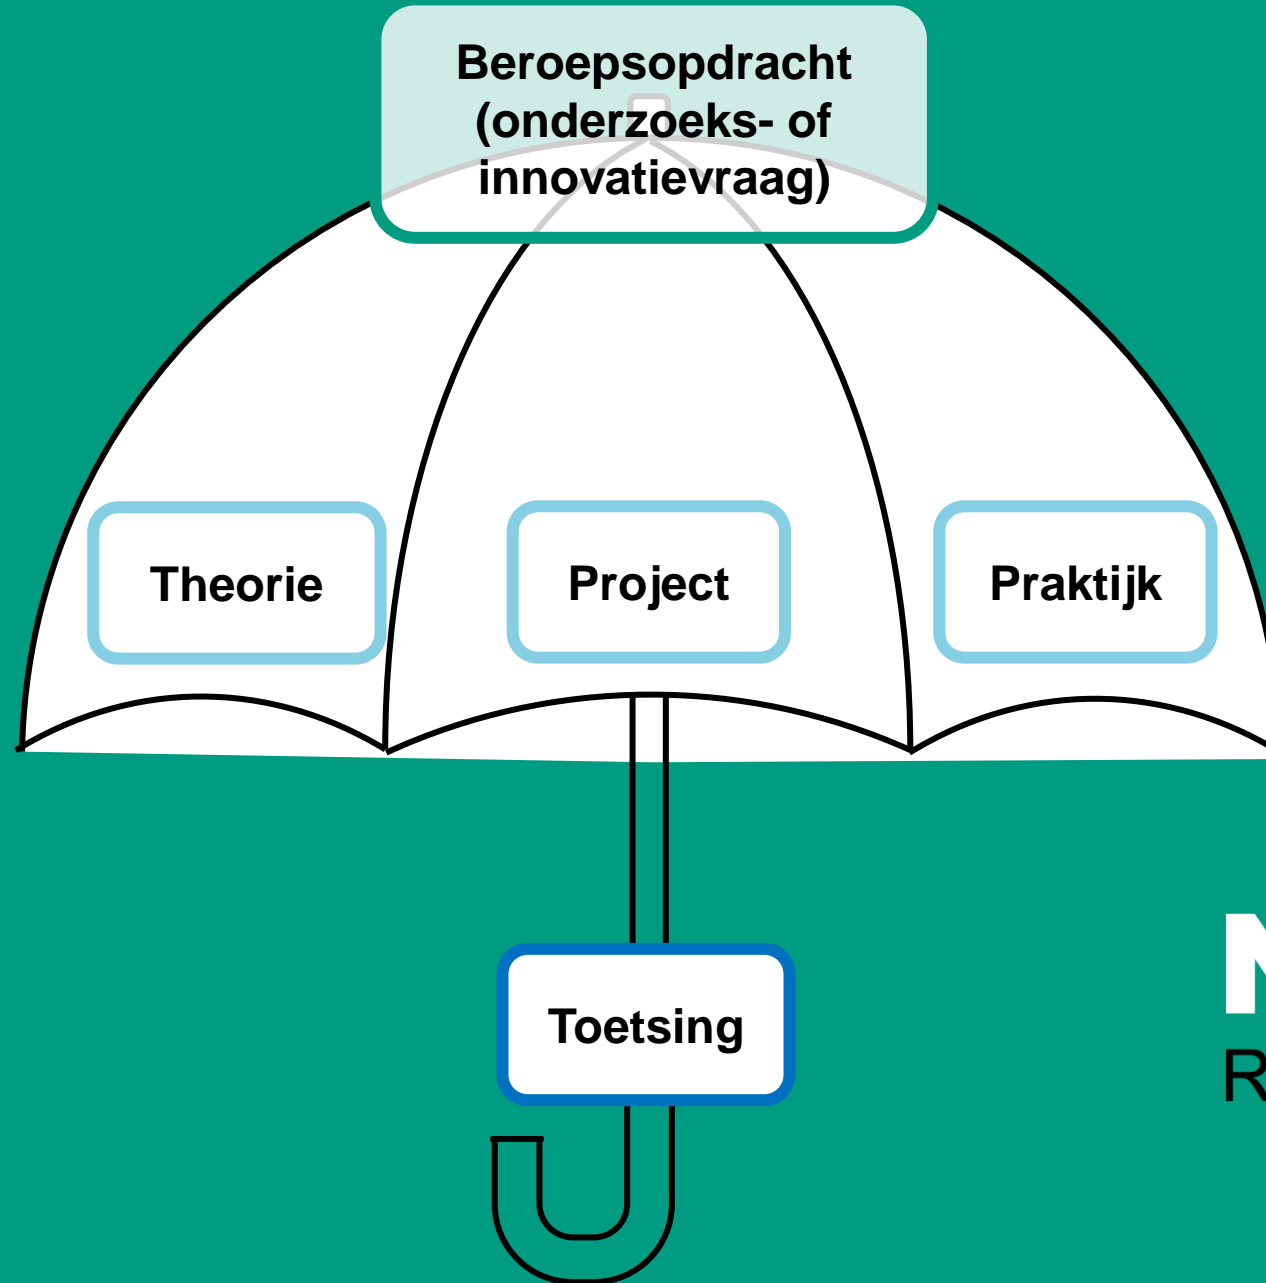 Beroepsopdracht
(onderzoeks- of
innovatievraag)
Theorie
Project
Praktijk
Toetsing